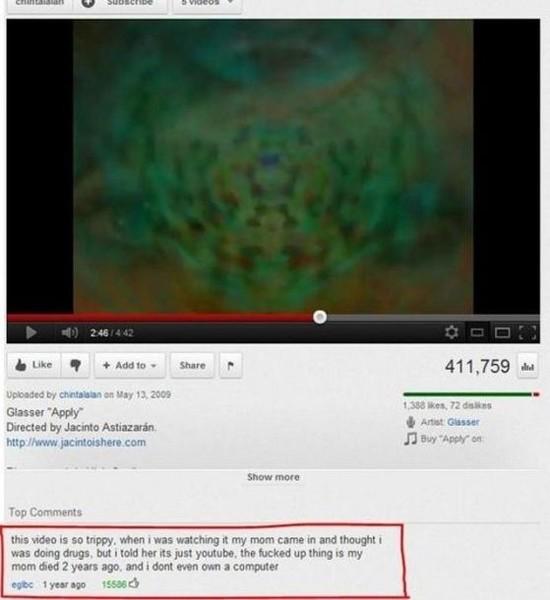 chintalalan Subscribe 5 videos
2:46 / 4:42
Like + Add to Share 411,759
Uploaded by chintalalan on May 13, 2009
1,388 likes, 72 dislikes
Glasser "Apply"
Artist: Glasser
Directed by Jacinto Astiazarán.
Buy "Apply" on:
http://www.jacintoishere.com
Show more
Top Comments
this video is so trippy, when i was watching it my mom came in and thought i
was doing drugs, but i told her its just youtube, the fucked up thing is my
mom died 2 years ago, and i dont even own a computer
eglbc 1 year ago 15586